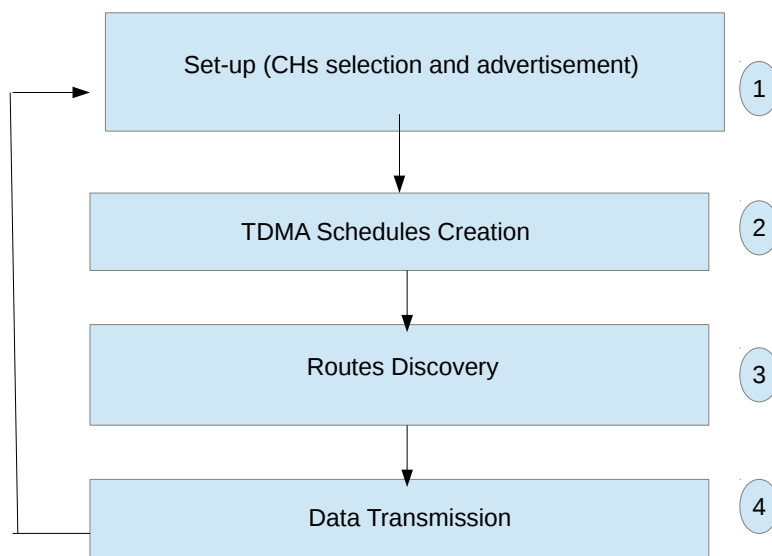 Set-up (CHs selection and advertisement)
1
TDMA Schedules Creation
2
Routes Discovery
3
Data Transmission
4